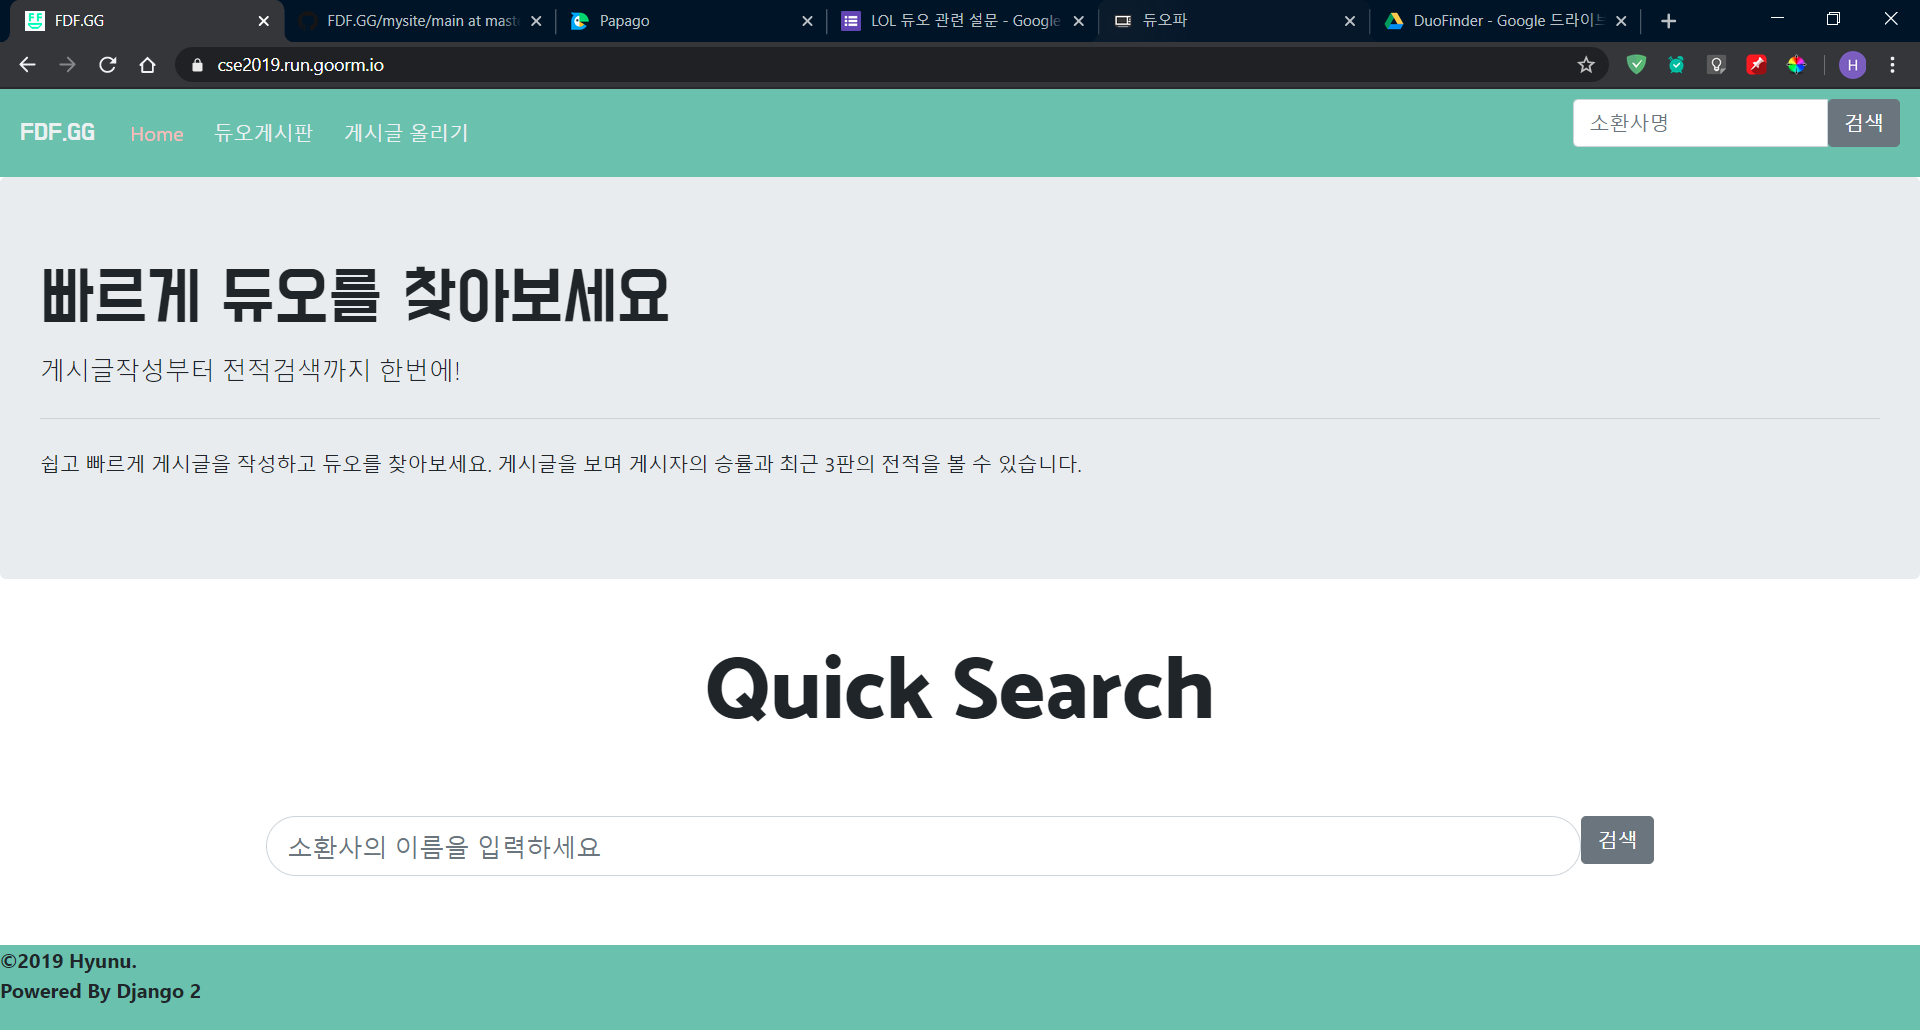 FDF.GG
FDF.GG/mysite/main at mast
Papago
LOL 듀오 관련 설문 - Google
듀오파
DuoFinder - Google 드라이브
cse2019.run.goorm.io
H
FDF.GG Home 듀오게시판 게시글 올리기 소환사명 검색
빠르게 듀오를 찾아보세요
게시글작성부터 전적검색까지 한번에!
쉽고 빠르게 게시글을 작성하고 듀오를 찾아보세요. 게시글을 보며 게시자의 승률과 최근 3판의 전적을 볼 수 있습니다.
Quick Search
소환사의 이름을 입력하세요 검색
©2019 Hyunu.
Powered By Django 2